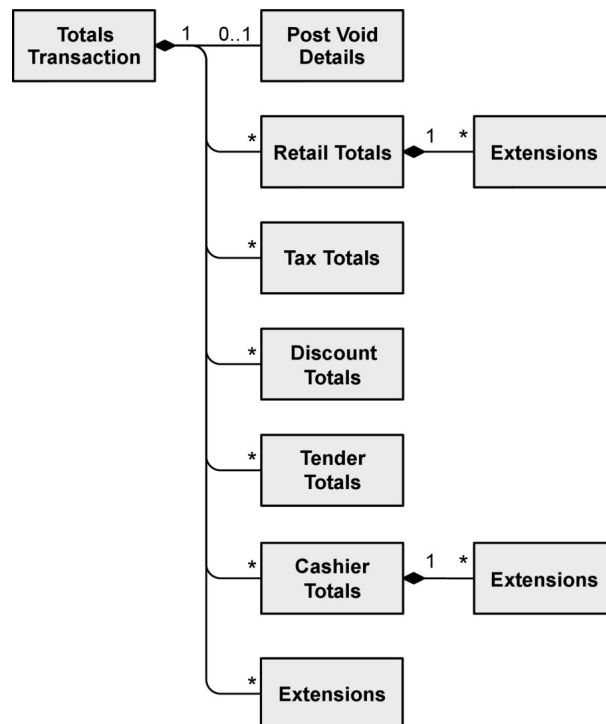 Totals
Transaction
1
0..1
Post Void
Details
*
Retail Totals
1
*
Extensions
*
Tax Totals
*
Discount
Totals
*
Tender
Totals
*
Cashier
Totals
1
*
Extensions
*
Extensions